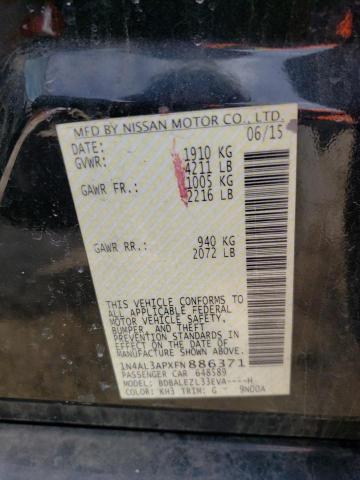 MFD BY NISSAN MOTOR CO., LTD.
DATE: 06/15
GVWR: 1910 KG
4211 LB
GAWR FR.: 1005 KG
2216 LB
GAWR RR.: 940 KG
2072 LB
THIS VEHICLE CONFORMS TO
ALL APPLICABLE FEDERAL
MOTOR VEHICLE SAFETY,
BUMPER, AND THEFT
PREVENTION STANDARDS IN
EFFECT ON THE DATE OF
MANUFACTURE SHOWN ABOVE.
1N4AL3APXFN886371
PASSENGER CAR 648589
MODEL: BDBALEZL33EVA----H
COLOR: KH3 TRIM: G - 9N00A